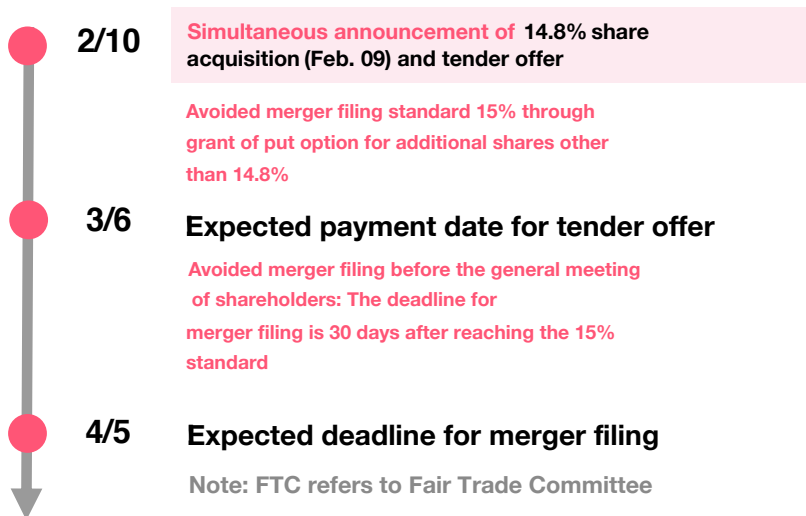 2/10
Simultaneous announcement of 14.8% share
acquisition (Feb. 09) and tender offer
Avoided merger filing standard 15% through
grant of put option for additional shares other
than 14.8%
3/6
Expected payment date for tender offer
Avoided merger filing before the general meeting
of shareholders: The deadline for
merger filing is 30 days after reaching the 15%
standard
4/5
Expected deadline for merger filing
Note: FTC refers to Fair Trade Committee